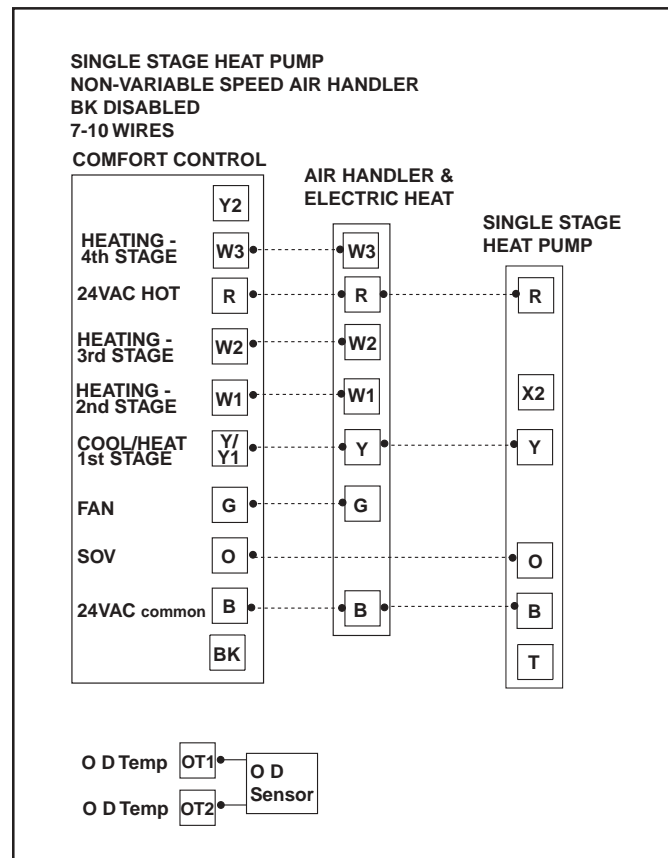 SINGLE STAGE HEAT PUMP
NON-VARIABLE SPEED AIR HANDLER
BK DISABLED
7-10 WIRES
COMFORT CONTROL
AIR HANDLER &
ELECTRIC HEAT
SINGLE STAGE
HEAT PUMP
Y2
HEATING -
4th STAGE
W3
W3
24VAC HOT
R
R
R
HEATING -
3rd STAGE
W2
W2
HEATING -
2nd STAGE
W1
W1
X2
COOL/HEAT
1st STAGE
Y/
Y1
Y
Y
FAN
G
G
SOV
O
O
24VAC common
B
B
B
BK
T
O D Temp
OT1
O D
Sensor
O D Temp
OT2